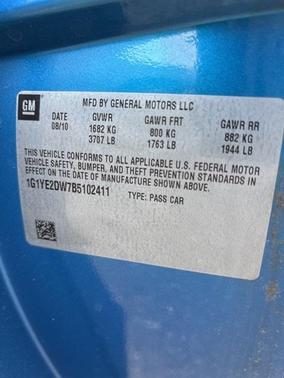 GM MFD BY GENERAL MOTORS LLC
DATE GVWR GAWR FRT GAWR RR
08/10 1682 KG 800 KG 882 KG
3707 LB 1763 LB 1944 LB
THIS VEHICLE CONFORMS TO ALL APPLICABLE U.S. FEDERAL MOTOR
VEHICLE SAFETY, BUMPER, AND THEFT PREVENTION STANDARDS IN
EFFECT ON THE DATE OF MANUFACTURE SHOWN ABOVE.
1G1YE2DW7B5102411 TYPE: PASS CAR